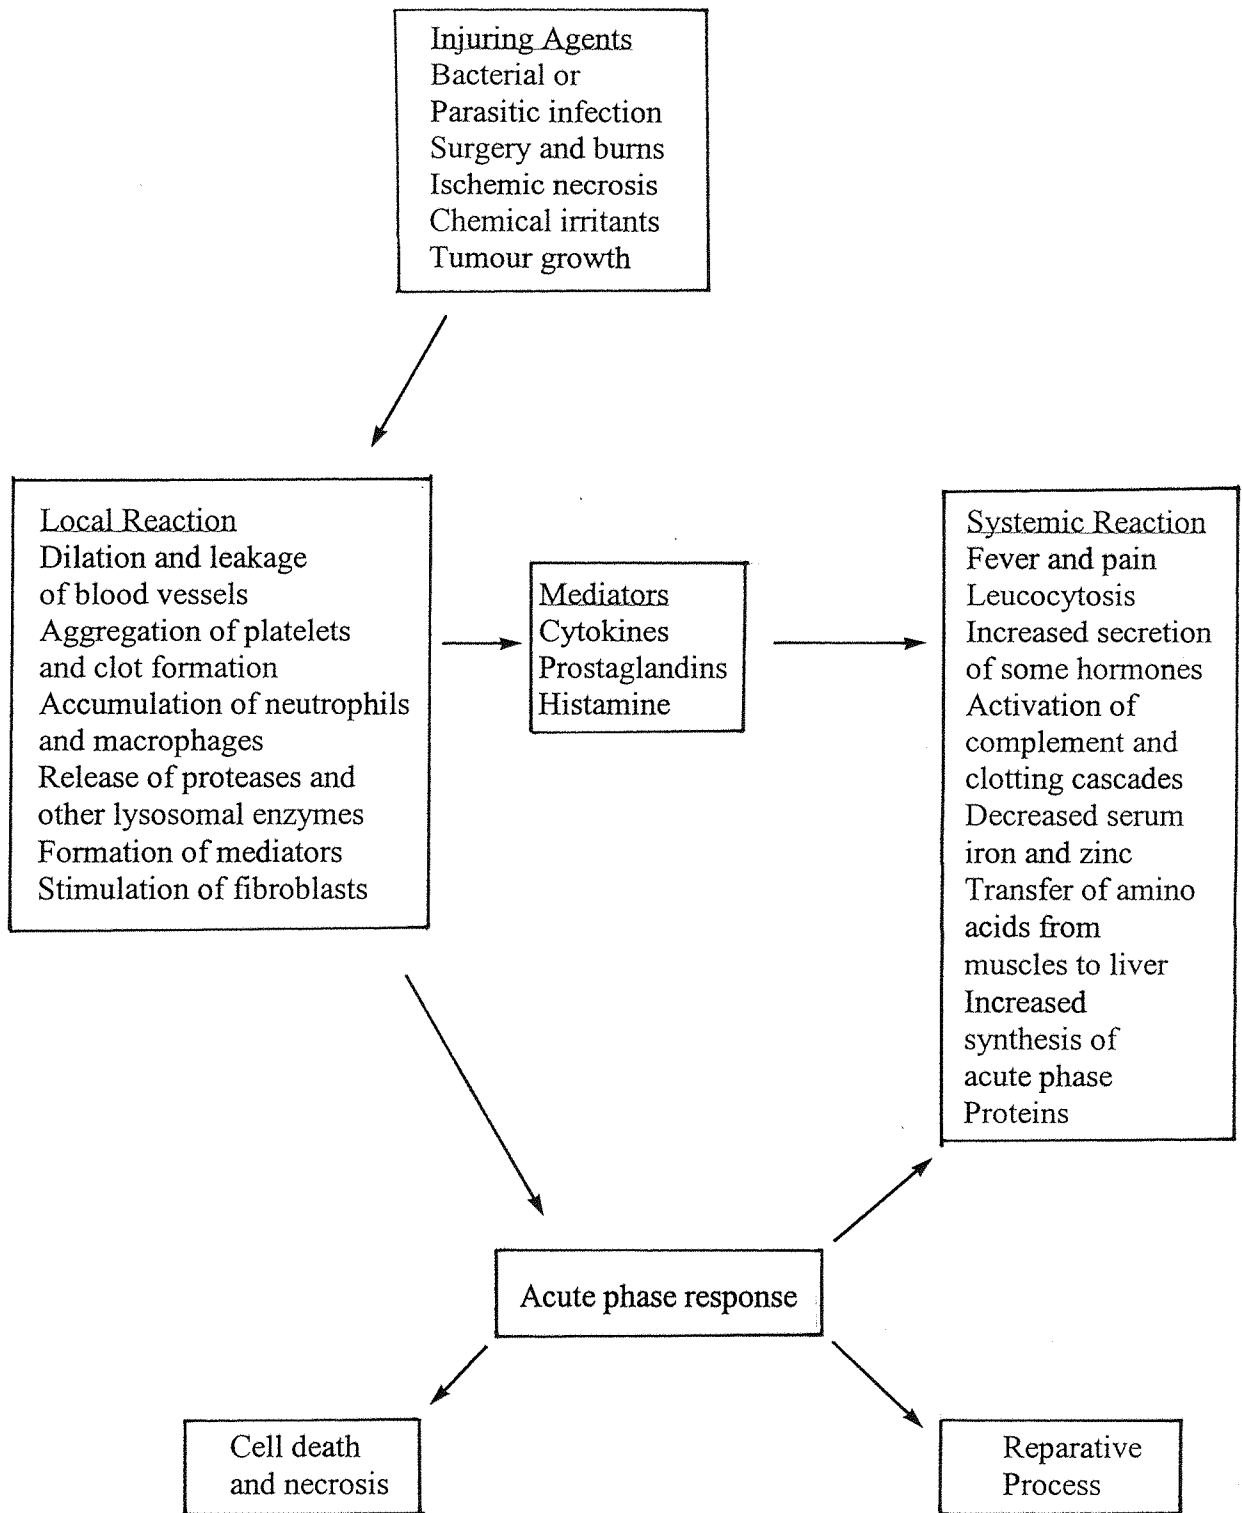 Injuring Agents
Bacterial or
Parasitic infection
Surgery and burns
Ischemic necrosis
Chemical irritants
Tumour growth
Local Reaction
Dilation and leakage
of blood vessels
Aggregation of platelets
and clot formation
Accumulation of neutrophils
and macrophages
Release of proteases and
other lysosomal enzymes
Formation of mediators
Stimulation of fibroblasts
Mediators
Cytokines
Prostaglandins
Histamine
Systemic Reaction
Fever and pain
Leucocytosis
Increased secretion
of some hormones
Activation of
complement and
clotting cascades
Decreased serum
iron and zinc
Transfer of amino
acids from
muscles to liver
Increased
synthesis of
acute phase
Proteins
Acute phase response
Cell death
and necrosis
Reparative
Process